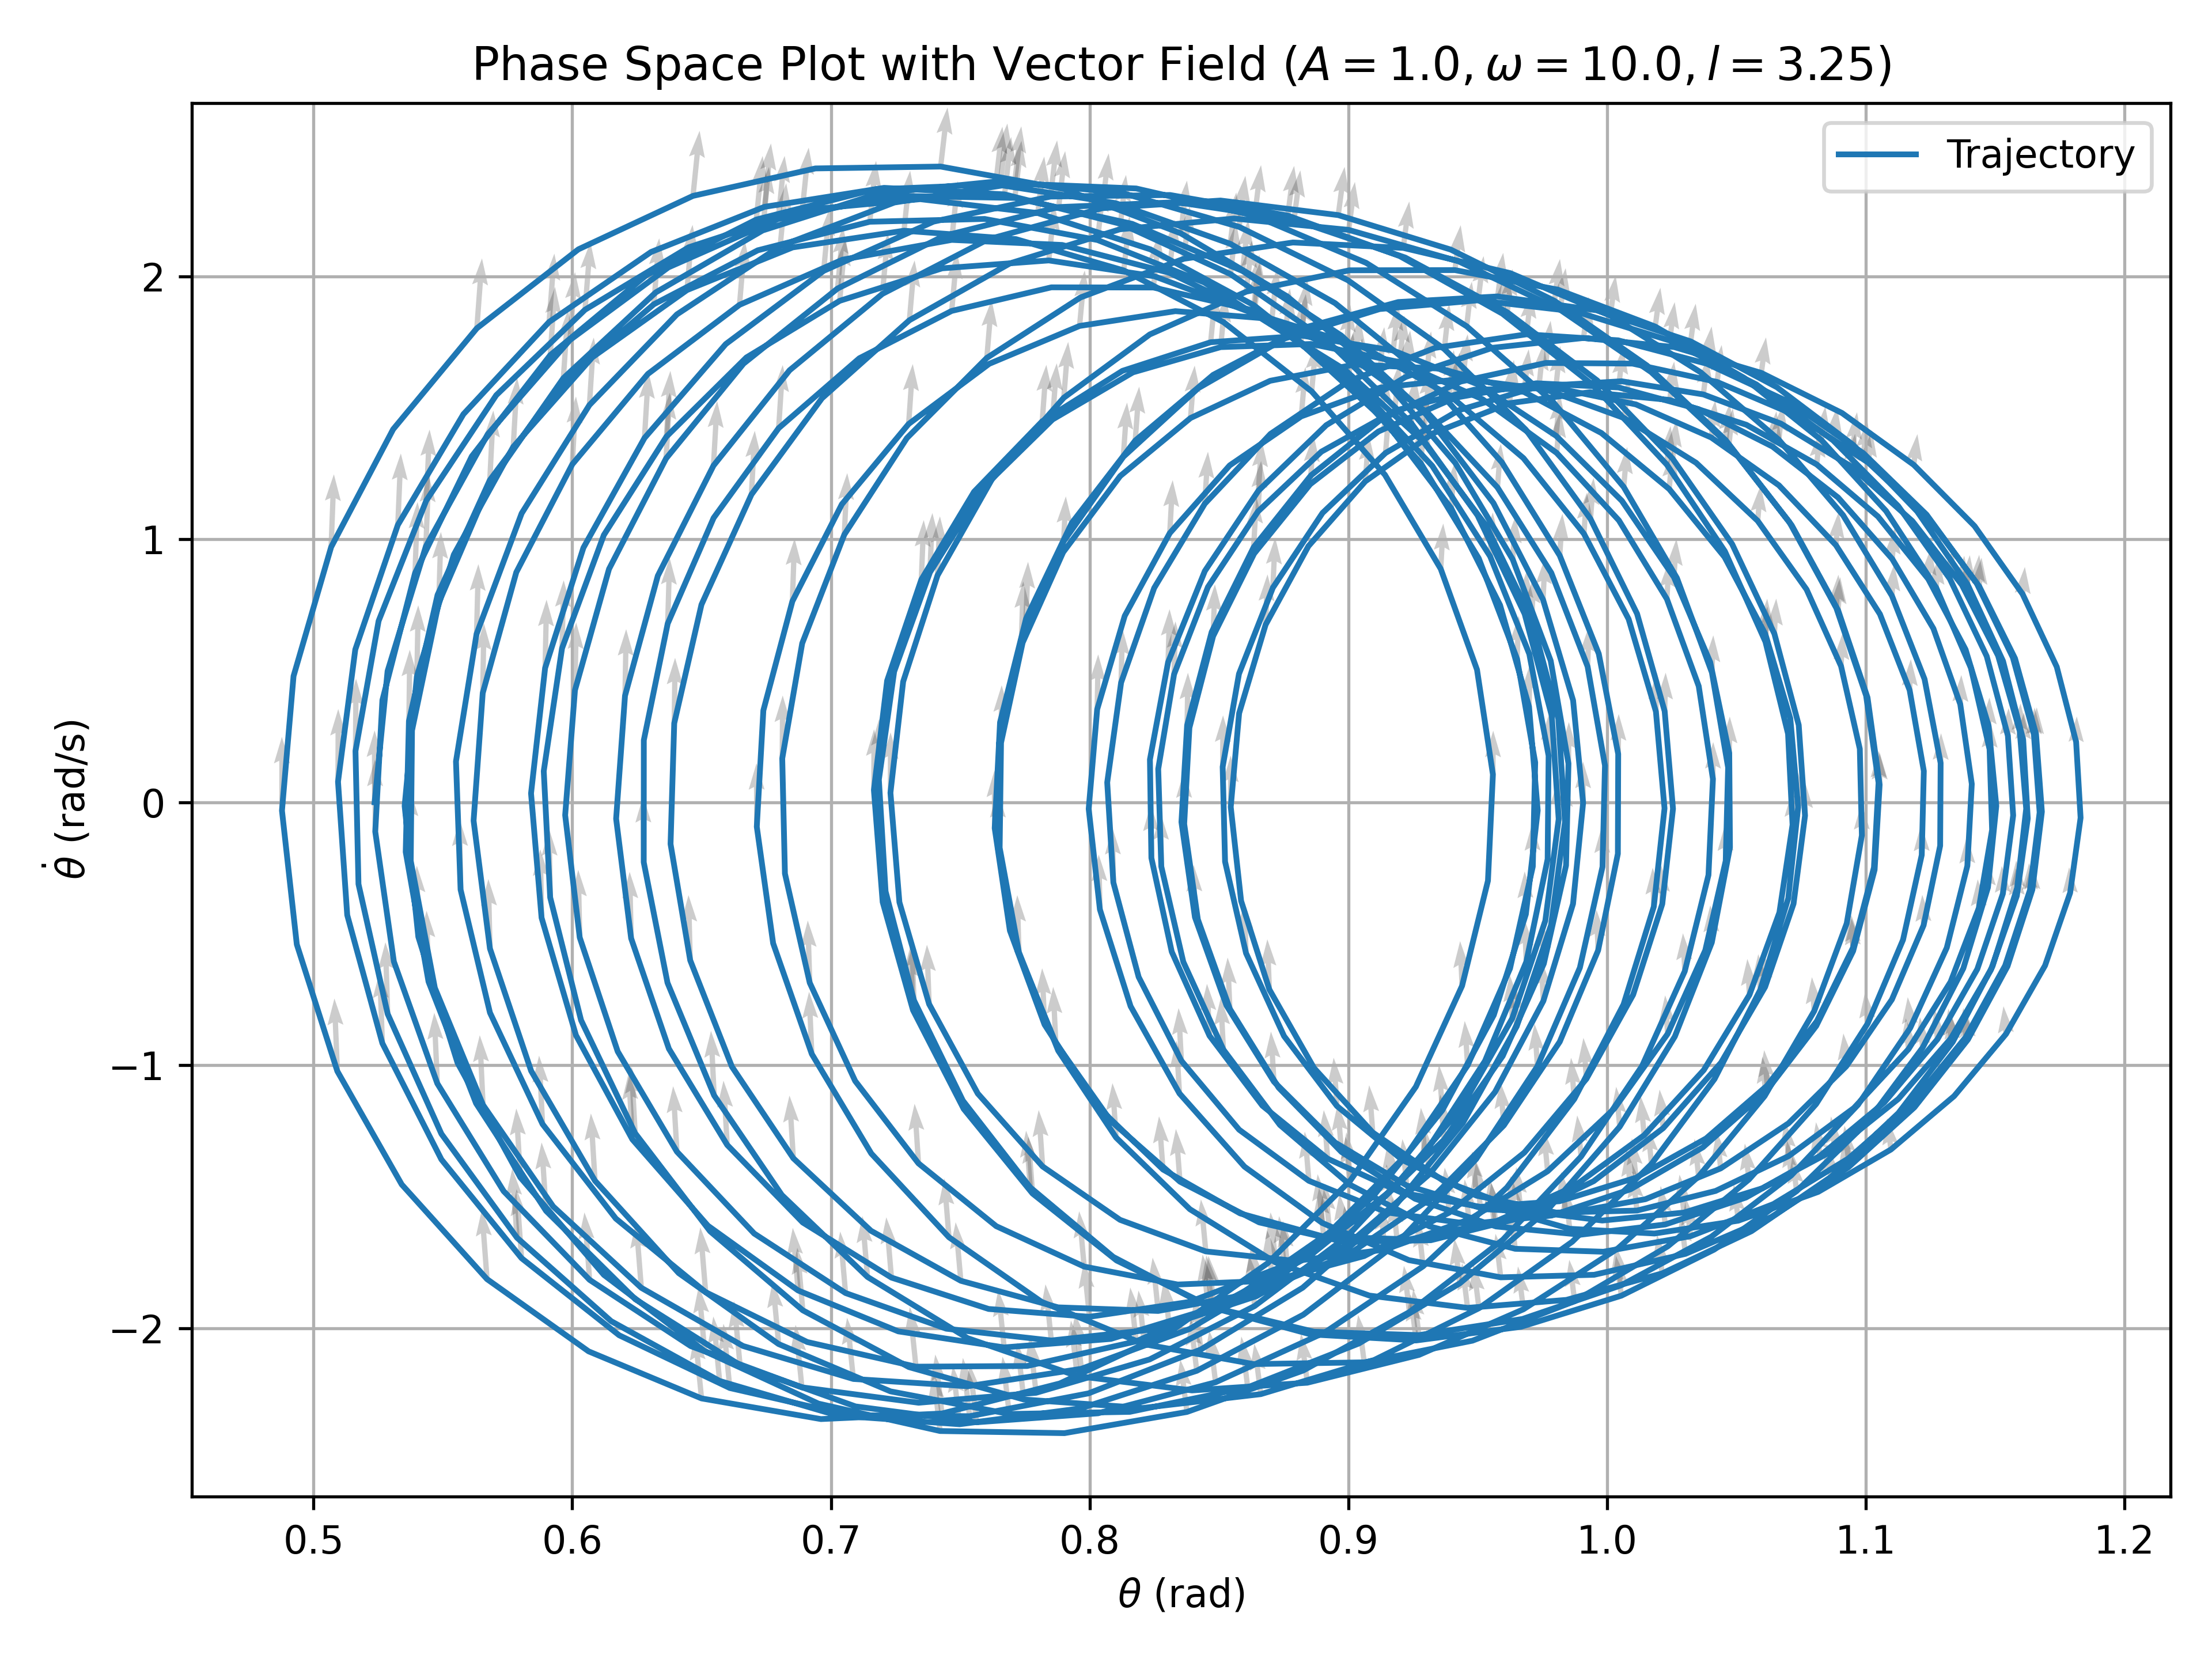 Phase Space Plot with Vector Field (A = 1.0, ω = 10.0, l = 3.25)
Trajectory
2
1
0
−1
−2
θ̇ (rad/s)
0.5 0.6 0.7 0.8 0.9 1.0 1.1 1.2
θ (rad)